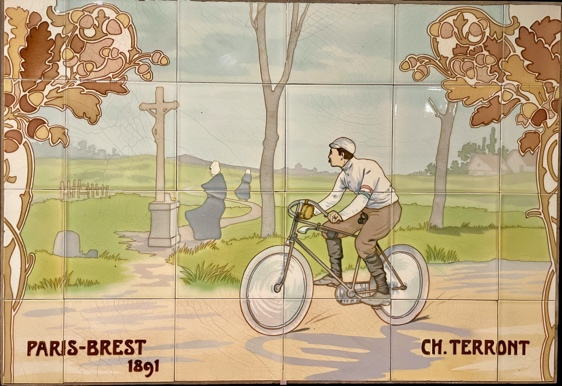 PARIS-BREST
1891
CH. TERRONT